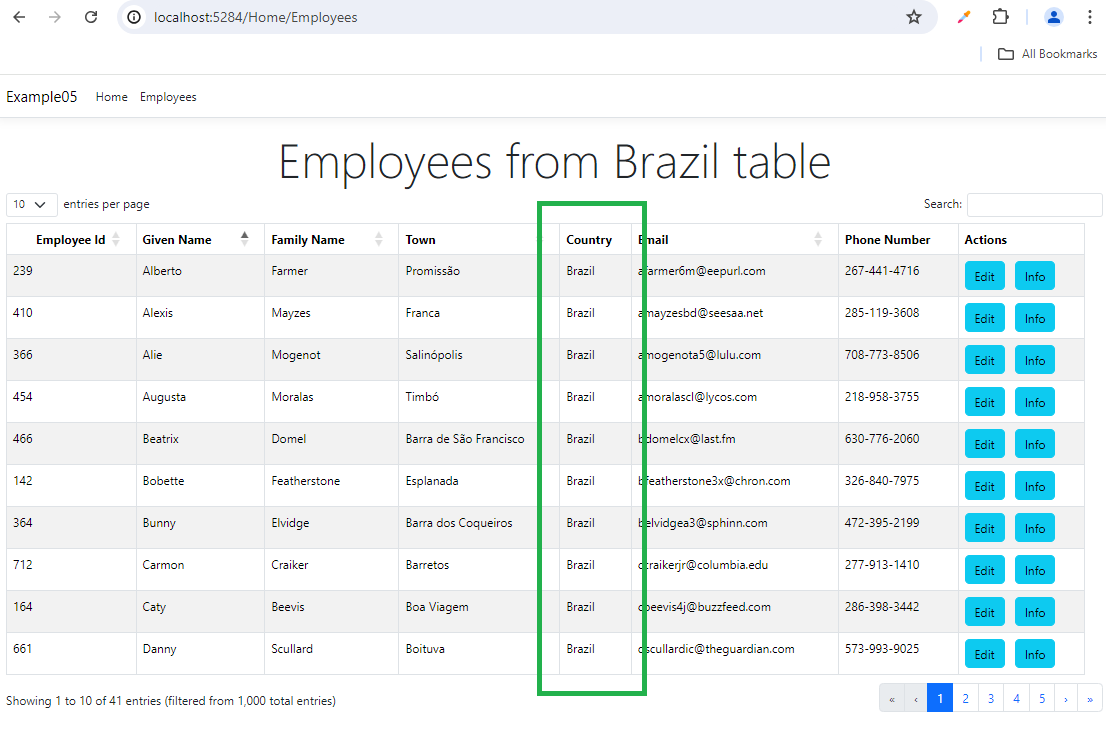 localhost:5284/Home/Employees
All Bookmarks
Example05 Home Employees
Employees from Brazil table
10 entries per page Search:
Employee Id Given Name Family Name Town Country Email Phone Number Actions
239 Alberto Farmer Promissão Brazil afarmer6m@eepurl.com 267-441-4716 Edit Info
410 Alexis Mayzes Franca Brazil amayzesbd@seesaa.net 285-119-3608 Edit Info
366 Alie Mogenot Salinópolis Brazil amogenota5@lulu.com 708-773-8506 Edit Info
454 Augusta Moralas Timbó Brazil amoralascl@lycos.com 218-958-3755 Edit Info
466 Beatrix Domel Barra de São Francisco Brazil bdomelcx@last.fm 630-776-2060 Edit Info
142 Bobette Featherstone Esplanada Brazil bfeatherstone3x@chron.com 326-840-7975 Edit Info
364 Bunny Elvidge Barra dos Coqueiros Brazil belvidgea3@sphinn.com 472-395-2199 Edit Info
712 Carmon Craiker Barretos Brazil ccraikerjr@columbia.edu 277-913-1410 Edit Info
164 Caty Beevis Boa Viagem Brazil cbeevis4j@buzzfeed.com 286-398-3442 Edit Info
661 Danny Scullard Boituva Brazil dscullardic@theguardian.com 573-993-9025 Edit Info
Showing 1 to 10 of 41 entries (filtered from 1,000 total entries) « ‹ 1 2 3 4 5 › »